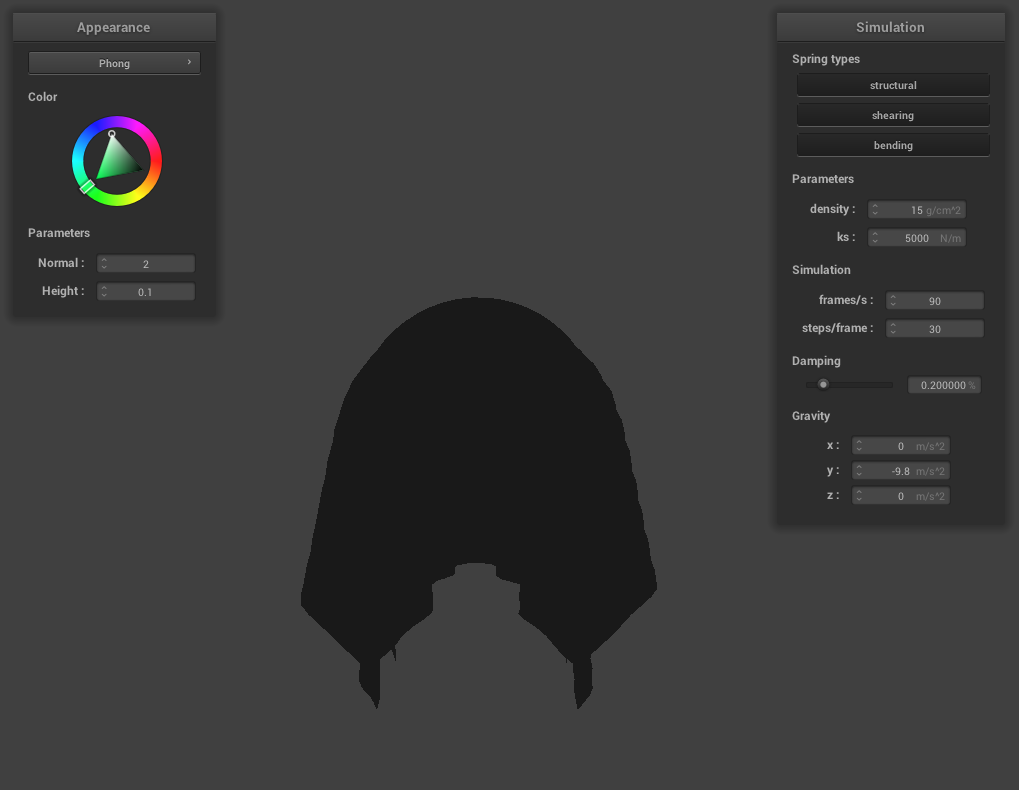 Appearance
Phong
Color
Parameters
Normal : 2
Height : 0.1
Simulation
Spring types
structural
shearing
bending
Parameters
density : 15 g/cm^2
ks : 5000 N/m
Simulation
frames/s : 90
steps/frame : 30
Damping
0.200000 %
Gravity
x : 0 m/s^2
y : -9.8 m/s^2
z : 0 m/s^2